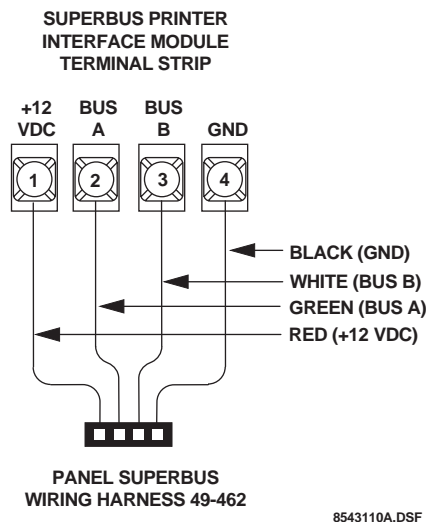 SUPERBUS PRINTER
INTERFACE MODULE
TERMINAL STRIP
+12 VDC
BUS A
BUS B
GND
1 2 3 4
BLACK (GND)
WHITE (BUS B)
GREEN (BUS A)
RED (+12 VDC)
PANEL SUPERBUS
WIRING HARNESS 49-462
8543110A.DSF